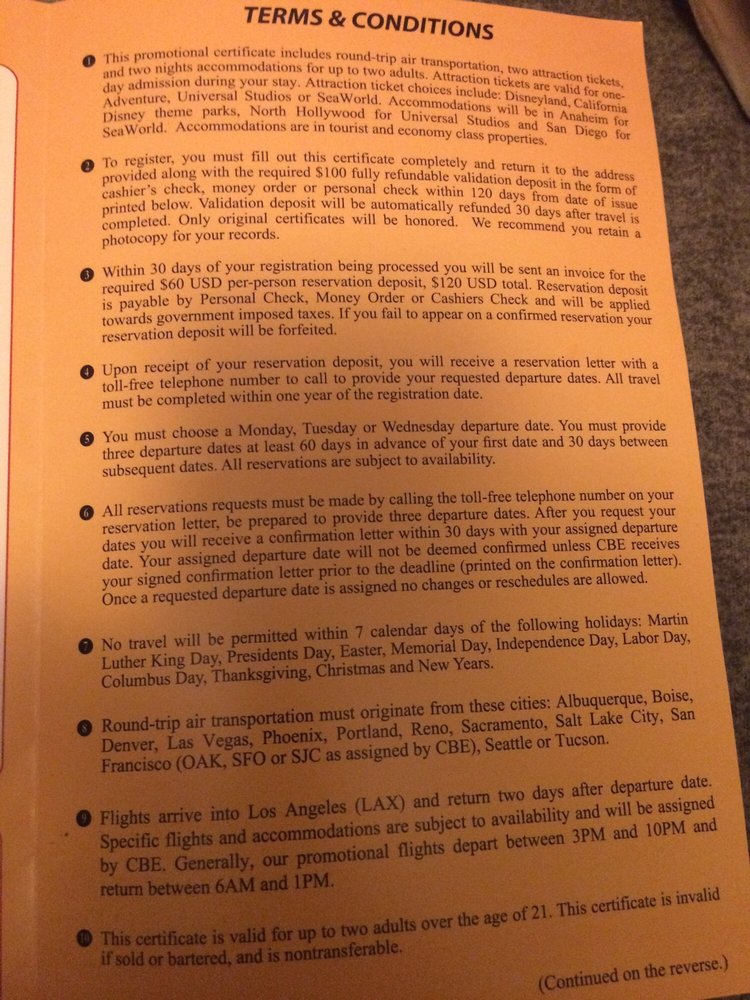 TERMS & CONDITIONS
1 This promotional certificate includes round-trip air transportation, two attraction tickets,
and two nights accommodations for up to two adults. Attraction tickets are valid for one-
day admission during your stay. Attraction ticket choices include: Disneyland, California
Adventure, Universal Studios or SeaWorld. Accommodations will be in Anaheim for
Disney theme parks, North Hollywood for Universal Studios and San Diego for
SeaWorld. Accommodations are in tourist and economy class properties.
2 To register, you must fill out this certificate completely and return it to the address
provided along with the required $100 fully refundable validation deposit in the form of
cashier's check, money order or personal check within 120 days from date of issue
printed below. Validation deposit will be automatically refunded 30 days after travel is
completed. Only original certificates will be honored. We recommend you retain a
photocopy for your records.
3 Within 30 days of your registration being processed you will be sent an invoice for the
required $60 USD per-person reservation deposit, $120 USD total. Reservation deposit
is payable by Personal Check, Money Order or Cashiers Check and will be applied
towards government imposed taxes. If you fail to appear on a confirmed reservation your
reservation deposit will be forfeited.
4 Upon receipt of your reservation deposit, you will receive a reservation letter with a
toll-free telephone number to call to provide your requested departure dates. All travel
must be completed within one year of the registration date.
5 You must choose a Monday, Tuesday or Wednesday departure date. You must provide
three departure dates at least 60 days in advance of your first date and 30 days between
subsequent dates. All reservations are subject to availability.
6 All reservations requests must be made by calling the toll-free telephone number on your
reservation letter, be prepared to provide three departure dates. After you request your
dates you will receive a confirmation letter within 30 days with your assigned departure
date. Your assigned departure date will not be deemed confirmed unless CBE receives
your signed confirmation letter prior to the deadline (printed on the confirmation letter).
Once a requested departure date is assigned no changes or reschedules are allowed.
7 No travel will be permitted within 7 calendar days of the following holidays: Martin
Luther King Day, Presidents Day, Easter, Memorial Day, Independence Day, Labor Day,
Columbus Day, Thanksgiving, Christmas and New Years.
8 Round-trip air transportation must originate from these cities: Albuquerque, Boise,
Denver, Las Vegas, Phoenix, Portland, Reno, Sacramento, Salt Lake City, San
Francisco (OAK, SFO or SJC as assigned by CBE), Seattle or Tucson.
9 Flights arrive into Los Angeles (LAX) and return two days after departure date.
Specific flights and accommodations are subject to availability and will be assigned
by CBE. Generally, our promotional flights depart between 3PM and 10PM and
return between 6AM and 1PM.
10 This certificate is valid for up to two adults over the age of 21. This certificate is invalid
if sold or bartered, and is nontransferable.
(Continued on the reverse.)